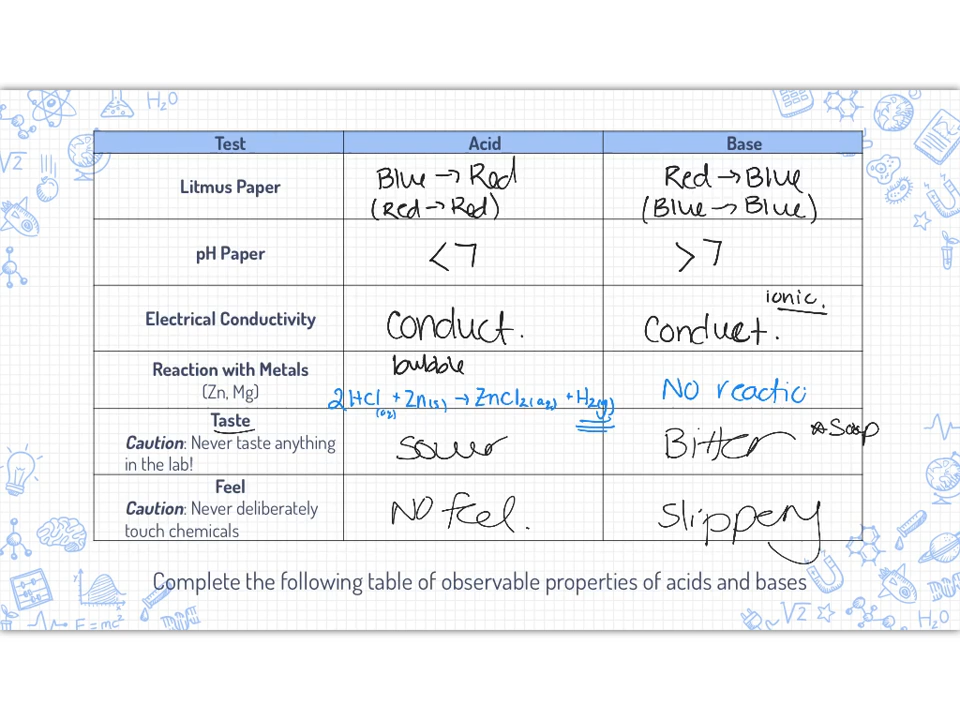 H₂O
√2
Test Acid Base
Litmus Paper
Blue → Red
(Red → Red)
Red → Blue
(Blue → Blue)
pH Paper
< 7
> 7
Electrical Conductivity
Conduct.
ionic.
Conduct.
Reaction with Metals
(Zn, Mg)
bubble
2HCl(aq) + Zn(s) → ZnCl2(aq) + H2(g)
No reactio
Taste
Caution: Never taste anything
in the lab!
Sour
Bitter
*Soap
Feel
Caution: Never deliberately
touch chemicals
No feel.
Slippery
Complete the following table of observable properties of acids and bases
E=mc²
√2
H₂O